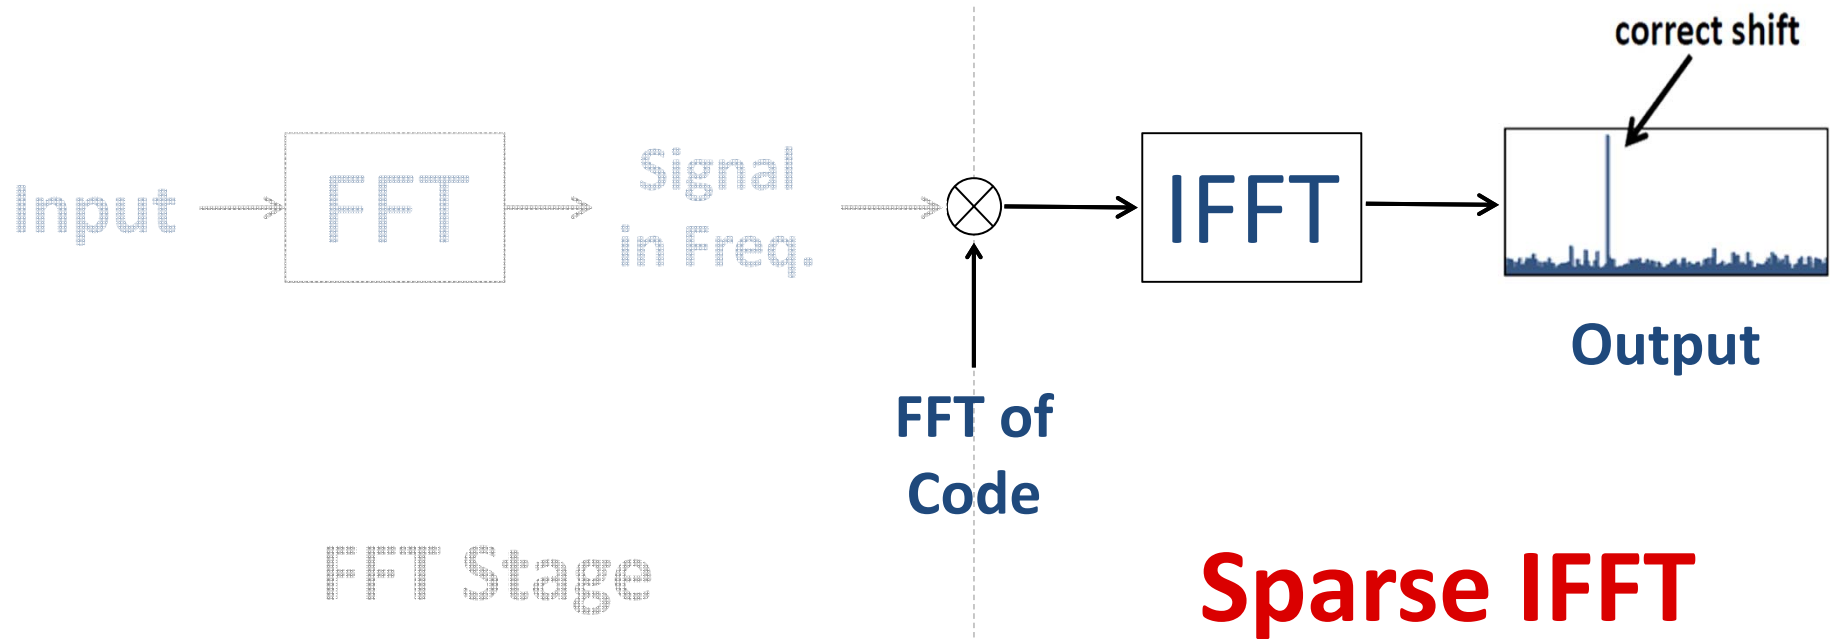 correct shift
Input
FFT
Signal
in Freq.
IFFT
Output
FFT of
Code
FFT Stage
Sparse IFFT